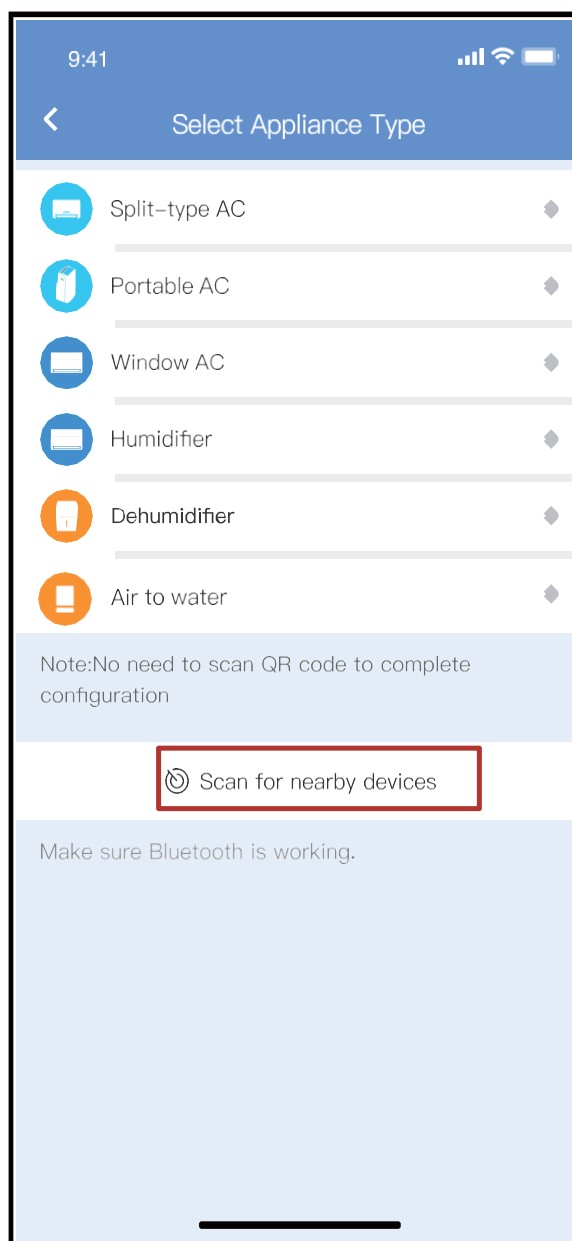 9:41
Select Appliance Type
Split-type AC
Portable AC
Window AC
Humidifier
Dehumidifier
Air to water
Note:No need to scan QR code to complete
configuration
Scan for nearby devices
Make sure Bluetooth is working.